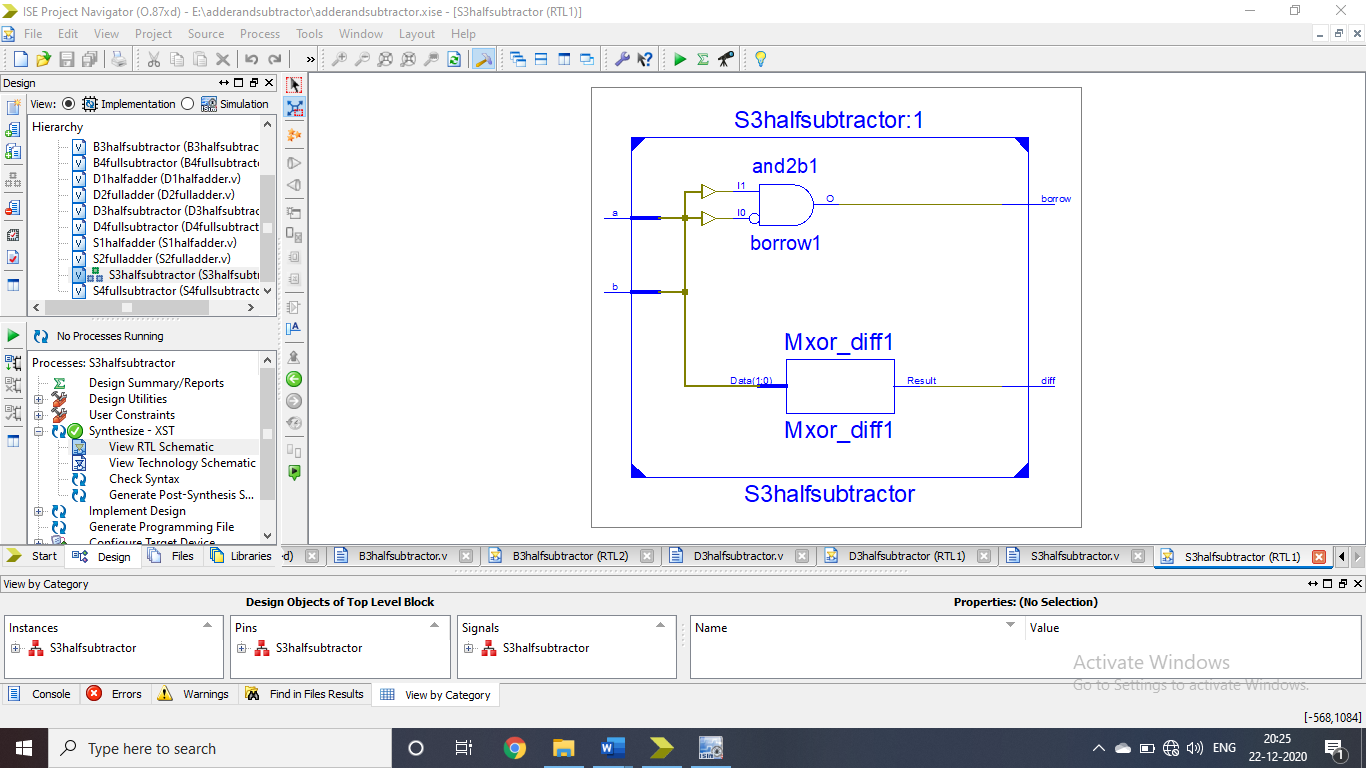 ISE Project Navigator (O.87xd) - E:\adderandsubtractor\adderandsubtractor.xise - [S3halfsubtractor (RTL1)]
File Edit View Project Source Process Tools Window Layout Help
Design
View: Implementation Simulation
Hierarchy
B3halfsubtractor (B3halfsubtrac
B4fullsubtractor (B4fullsubtract
D1halfadder (D1halfadder.v)
D2fulladder (D2fulladder.v)
D3halfsubtractor (D3halfsubtrac
D4fullsubtractor (D4fullsubtract
S1halfadder (S1halfadder.v)
S2fulladder (S2fulladder.v)
S3halfsubtractor (S3halfsubt
S4fullsubtractor (S4fullsubtracto
No Processes Running
Processes: S3halfsubtractor
Design Summary/Reports
Design Utilities
User Constraints
Synthesize - XST
View RTL Schematic
View Technology Schematic
Check Syntax
Generate Post-Synthesis S...
Implement Design
Generate Programming File
Configure Target Device
S3halfsubtractor:1
and2b1
I1
O
borrow
a
I0
borrow1
b
Mxor_diff1
Data(1:0)
Result
diff
Mxor_diff1
S3halfsubtractor
Start Design Files Libraries
d) B3halfsubtractor.v B3halfsubtractor (RTL2) D3halfsubtractor.v D3halfsubtractor (RTL1) S3halfsubtractor.v S3halfsubtractor (RTL1)
View by Category
Design Objects of Top Level Block
Properties: (No Selection)
Instances Pins Signals Name Value
S3halfsubtractor S3halfsubtractor S3halfsubtractor
Activate Windows
Go to Settings to activate Windows.
Console Errors Warnings Find in Files Results View by Category
[-568,1084]
Type here to search
ENG
20:25
22-12-2020
1